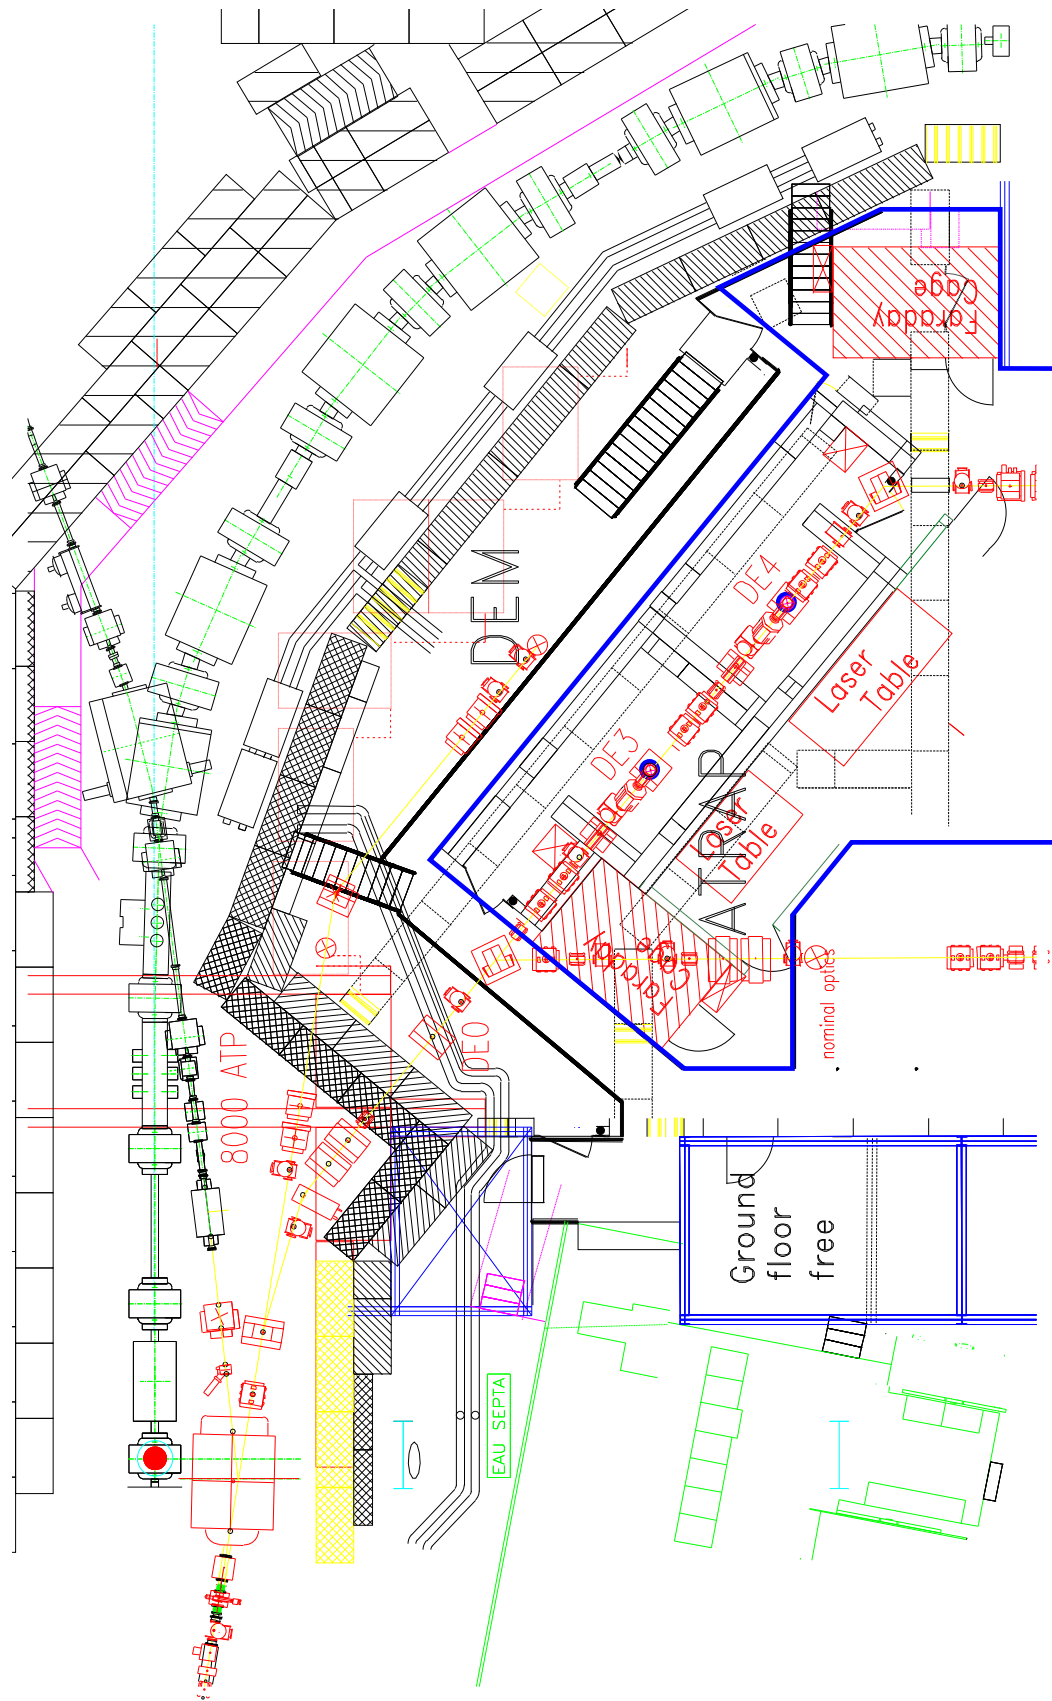 Faraday
Cage
DEM
DE4
Laser
Table
DE3
ATRAP
Laser
Table
Faraday
Cage
nominal optics
8000 ATP
DE0
Ground
floor
free
EAU SEPTA